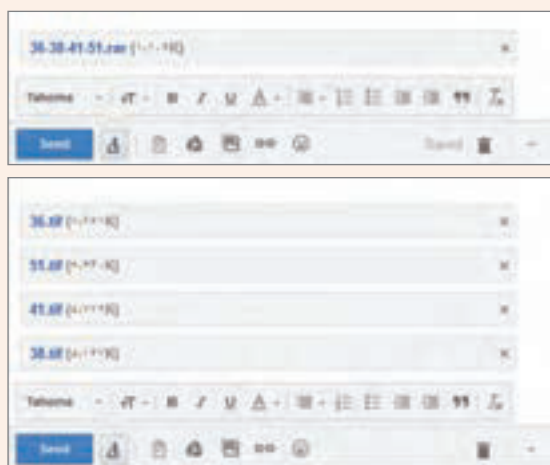 36-38-41-51.rar
Tahoma
Send Saved
36.tif
51.tif
41.tif
38.tif
Tahoma
Send